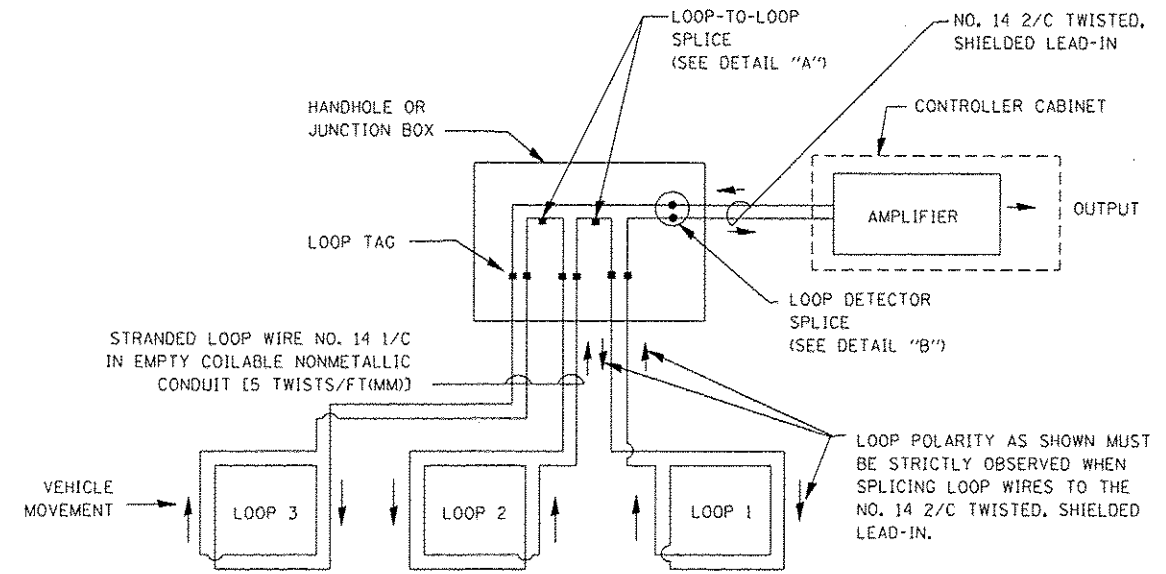 LOOP-TO-LOOP
SPLICE
(SEE DETAIL "A")
NO. 14 2/C TWISTED,
SHIELDED LEAD-IN
HANDHOLE OR
JUNCTION BOX
CONTROLLER CABINET
AMPLIFIER
OUTPUT
LOOP TAG
LOOP DETECTOR
SPLICE
(SEE DETAIL "B")
STRANDED LOOP WIRE NO. 14 1/C
IN EMPTY COILABLE NONMETALLIC
CONDUIT [5 TWISTS/FT(MM)]
LOOP POLARITY AS SHOWN MUST
BE STRICTLY OBSERVED WHEN
SPLICING LOOP WIRES TO THE
NO. 14 2/C TWISTED, SHIELDED
LEAD-IN.
VEHICLE
MOVEMENT
LOOP 3
LOOP 2
LOOP 1